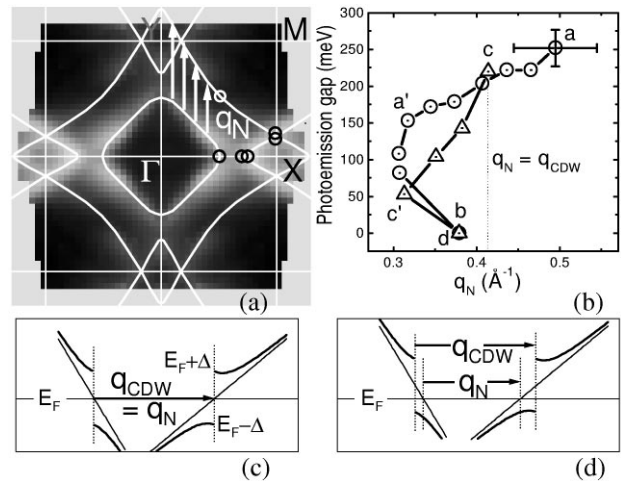 Y
M
q_N
Γ
X
(a)
Photoemission gap (meV)
300
250
200
150
100
50
0
a
c
a'
q_N = q_CDW
c'
b
d
0.3 0.4 0.5
q_N (Å⁻¹)
(b)
E_F+Δ
q_CDW
E_F
= q_N
E_F−Δ
(c)
q_CDW
q_N
E_F
(d)